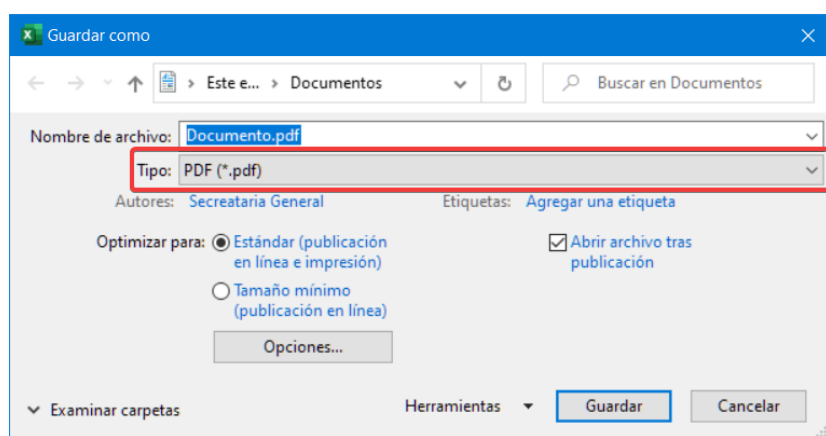 Guardar como
Este e... > Documentos
Buscar en Documentos
Nombre de archivo: Documento.pdf
Tipo: PDF (*.pdf)
Autores: Secreataria General Etiquetas: Agregar una etiqueta
Optimizar para: Estándar (publicación en línea e impresión)
Abrir archivo tras publicación
Tamaño mínimo
(publicación en línea)
Opciones...
Examinar carpetas Herramientas Guardar Cancelar